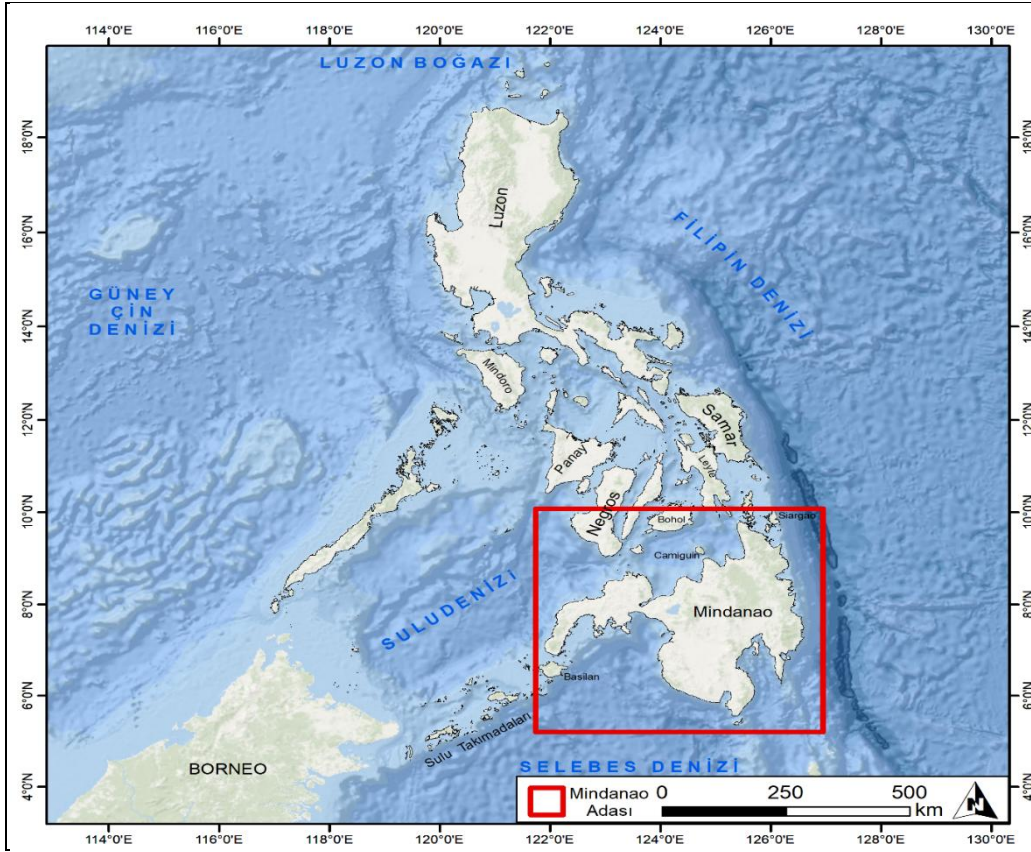 114°0'E 116°0'E 118°0'E 120°0'E 122°0'E 124°0'E 126°0'E 128°0'E 130°0'E
LUZON BOĞAZI
18°0'N 18°0'N
Luzon
16°0'N 16°0'N
FILIPIN DENİZİ
GÜNEY
ÇİN
DENİZİ
14°0'N 14°0'N
Mindoro
12°0'N 12°0'N
Samar
Panay
Leyle
Negros
10°0'N 10°0'N
Siargao
Bohol
Camiguin
8°0'N 8°0'N
Mindanao
SULUDENİZİ
Basilan
6°0'N 6°0'N
Sulu Takımadaları
BORNEO
SELEBES DENİZİ
4°0'N 4°0'N
Mindanao
Adası
0 250 500
km
N
114°0'E 116°0'E 118°0'E 120°0'E 122°0'E 124°0'E 126°0'E 128°0'E 130°0'E